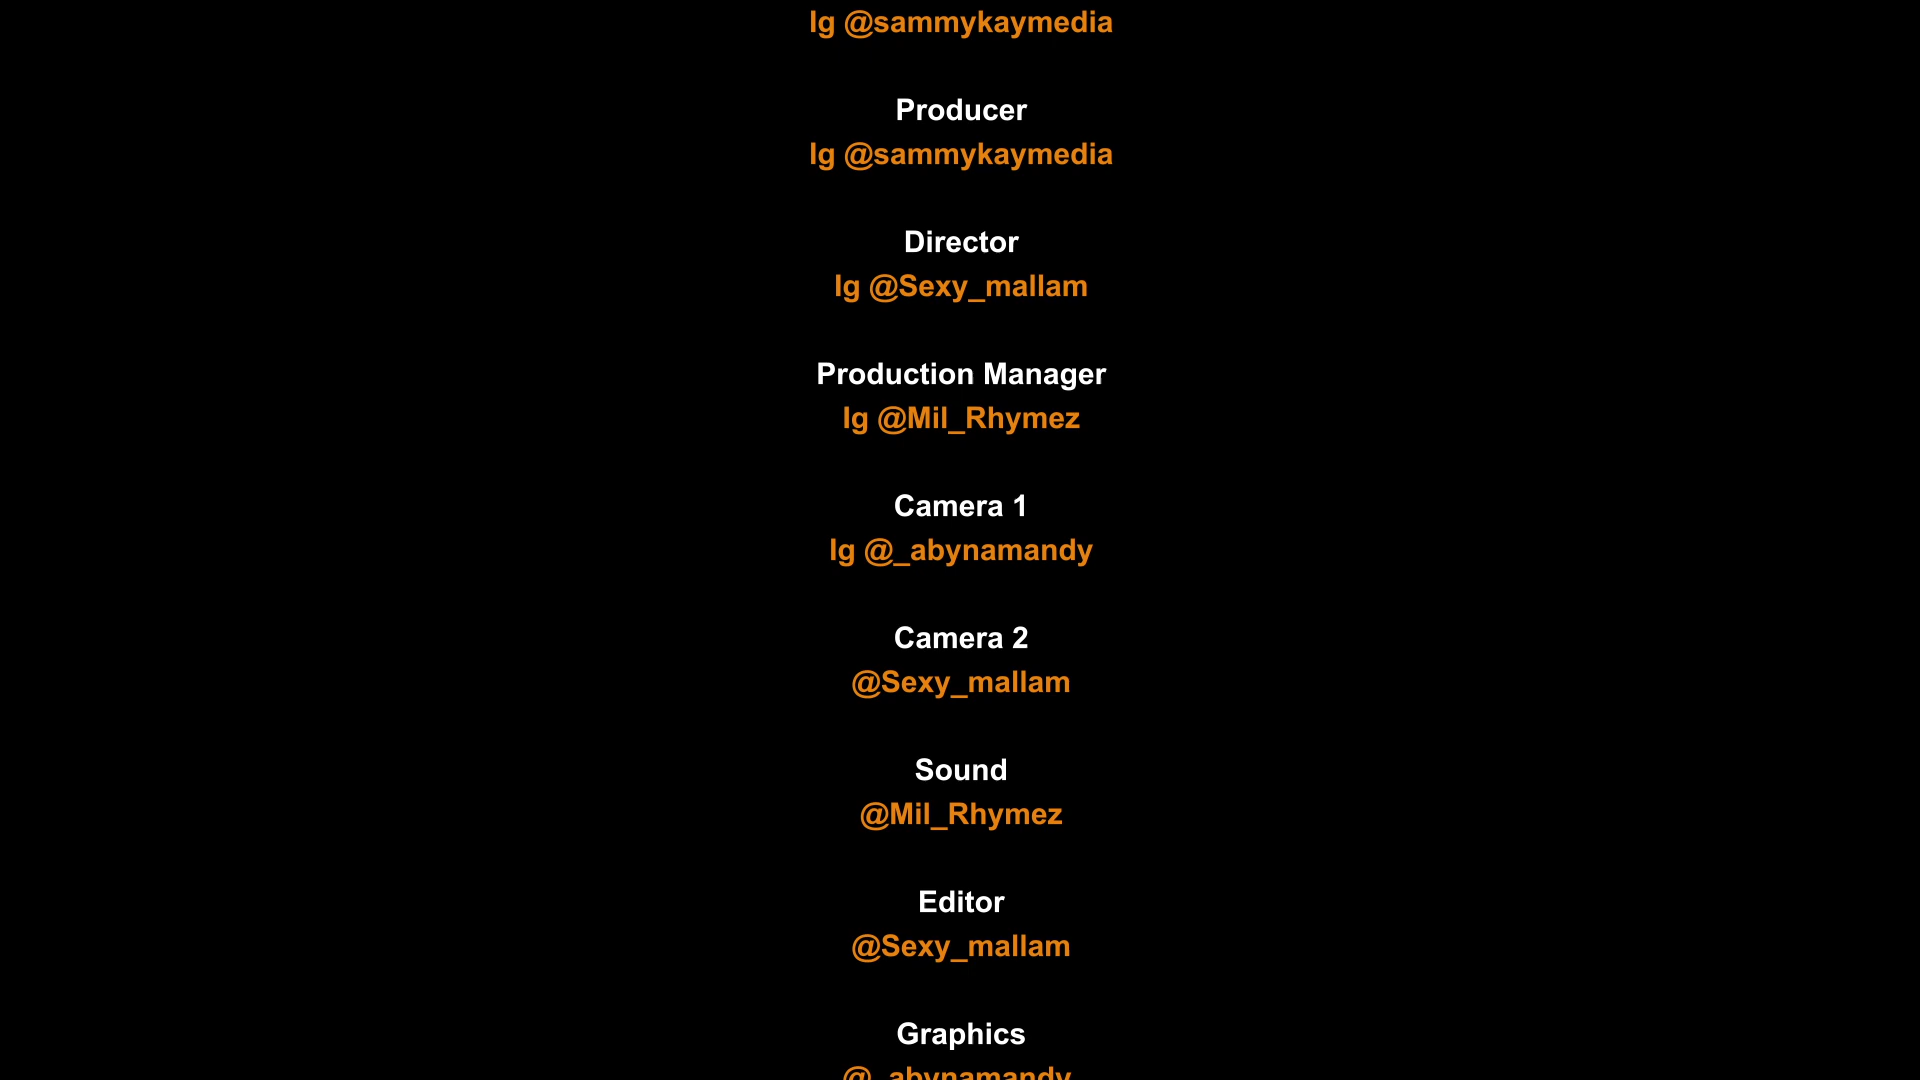 Ig @sammykaymedia
Producer
Ig @sammykaymedia
Director
Ig @Sexy_mallam
Production Manager
Ig @Mil_Rhymez
Camera 1
Ig @_abynamandy
Camera 2
@Sexy_mallam
Sound
@Mil_Rhymez
Editor
@Sexy_mallam
Graphics
@_abynamandy